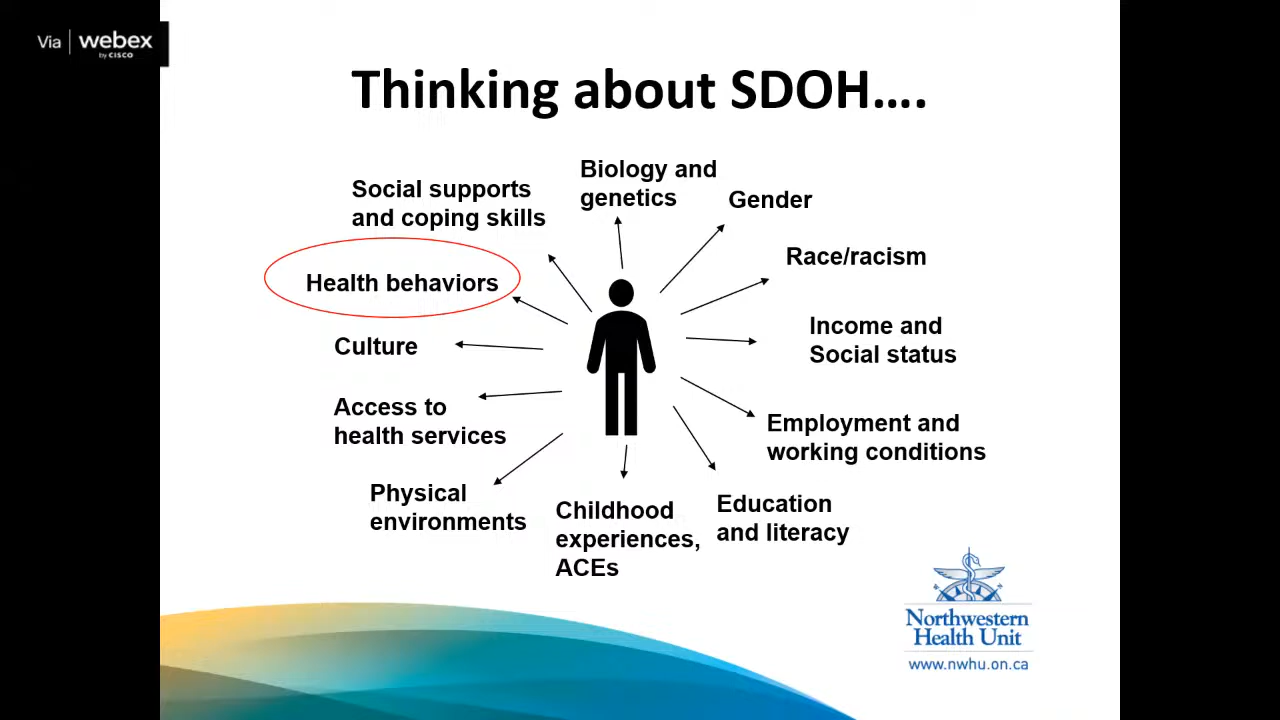 Via webex
by CISCO
Thinking about SDOH....
Biology and
genetics
Gender
Race/racism
Income and
Social status
Employment and
working conditions
Education
and literacy
Childhood
experiences,
ACEs
Physical
environments
Access to
health services
Culture
Health behaviors
Social supports
and coping skills
Northwestern
Health Unit
www.nwhu.on.ca